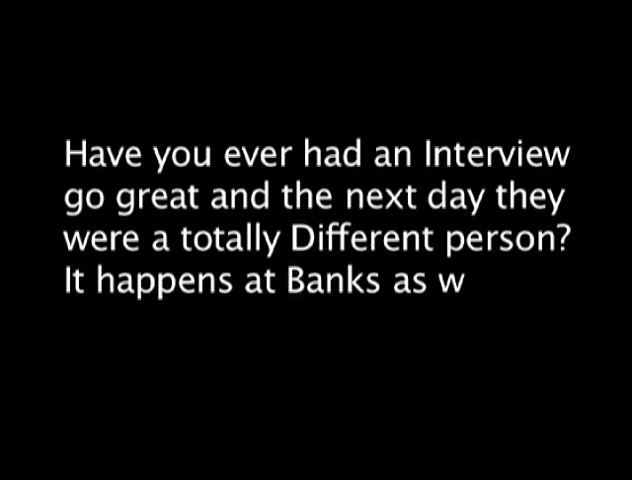 Have you ever had an Interview
go great and the next day they
were a totally Different person?
It happens at Banks as w